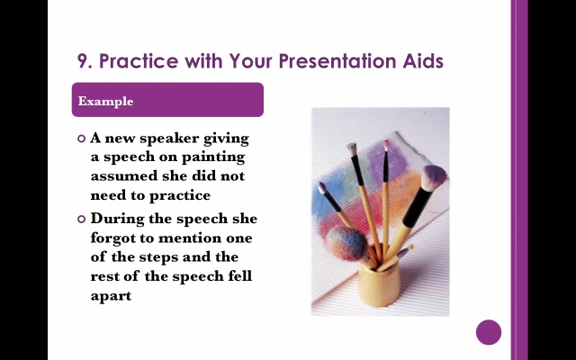 9. Practice with Your Presentation Aids
Example
A new speaker giving
a speech on painting
assumed she did not
need to practice
During the speech she
forgot to mention one
of the steps and the
rest of the speech fell
apart